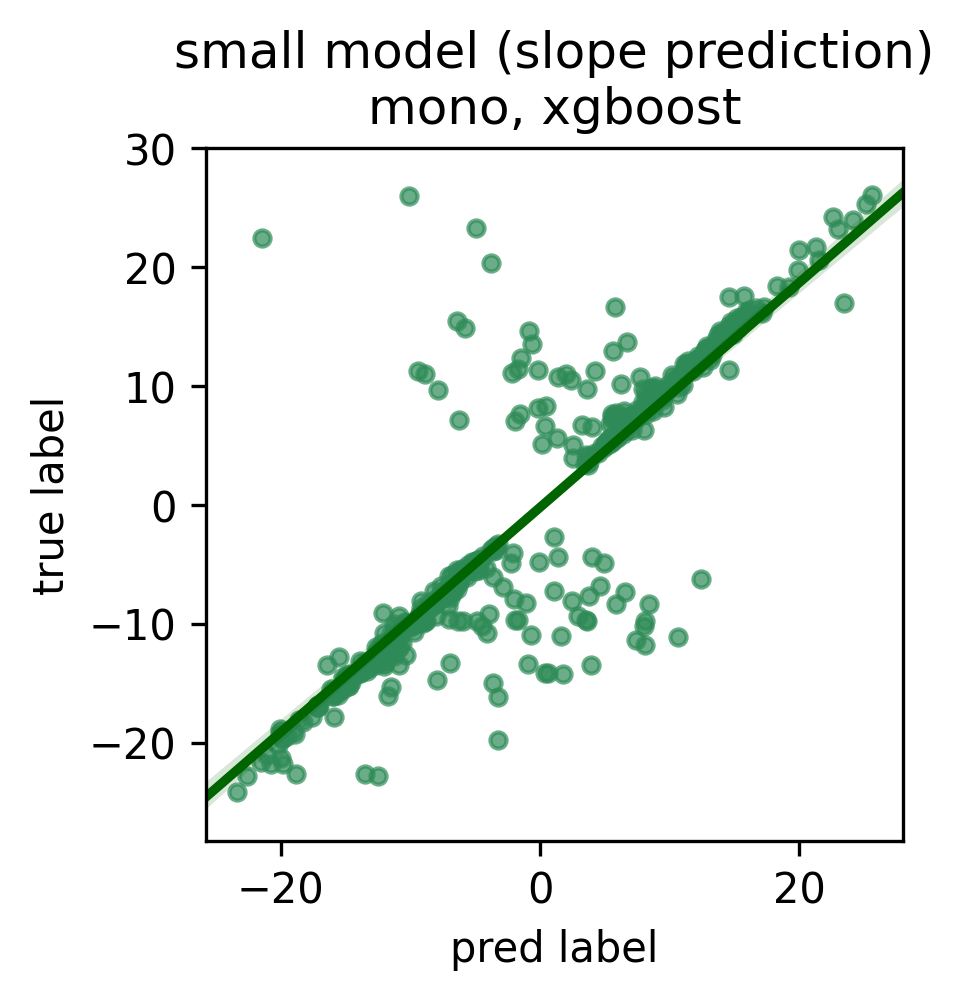 small model (slope prediction)
mono, xgboost
30
20
10
0
−10
−20
true label
−20 0 20
pred label